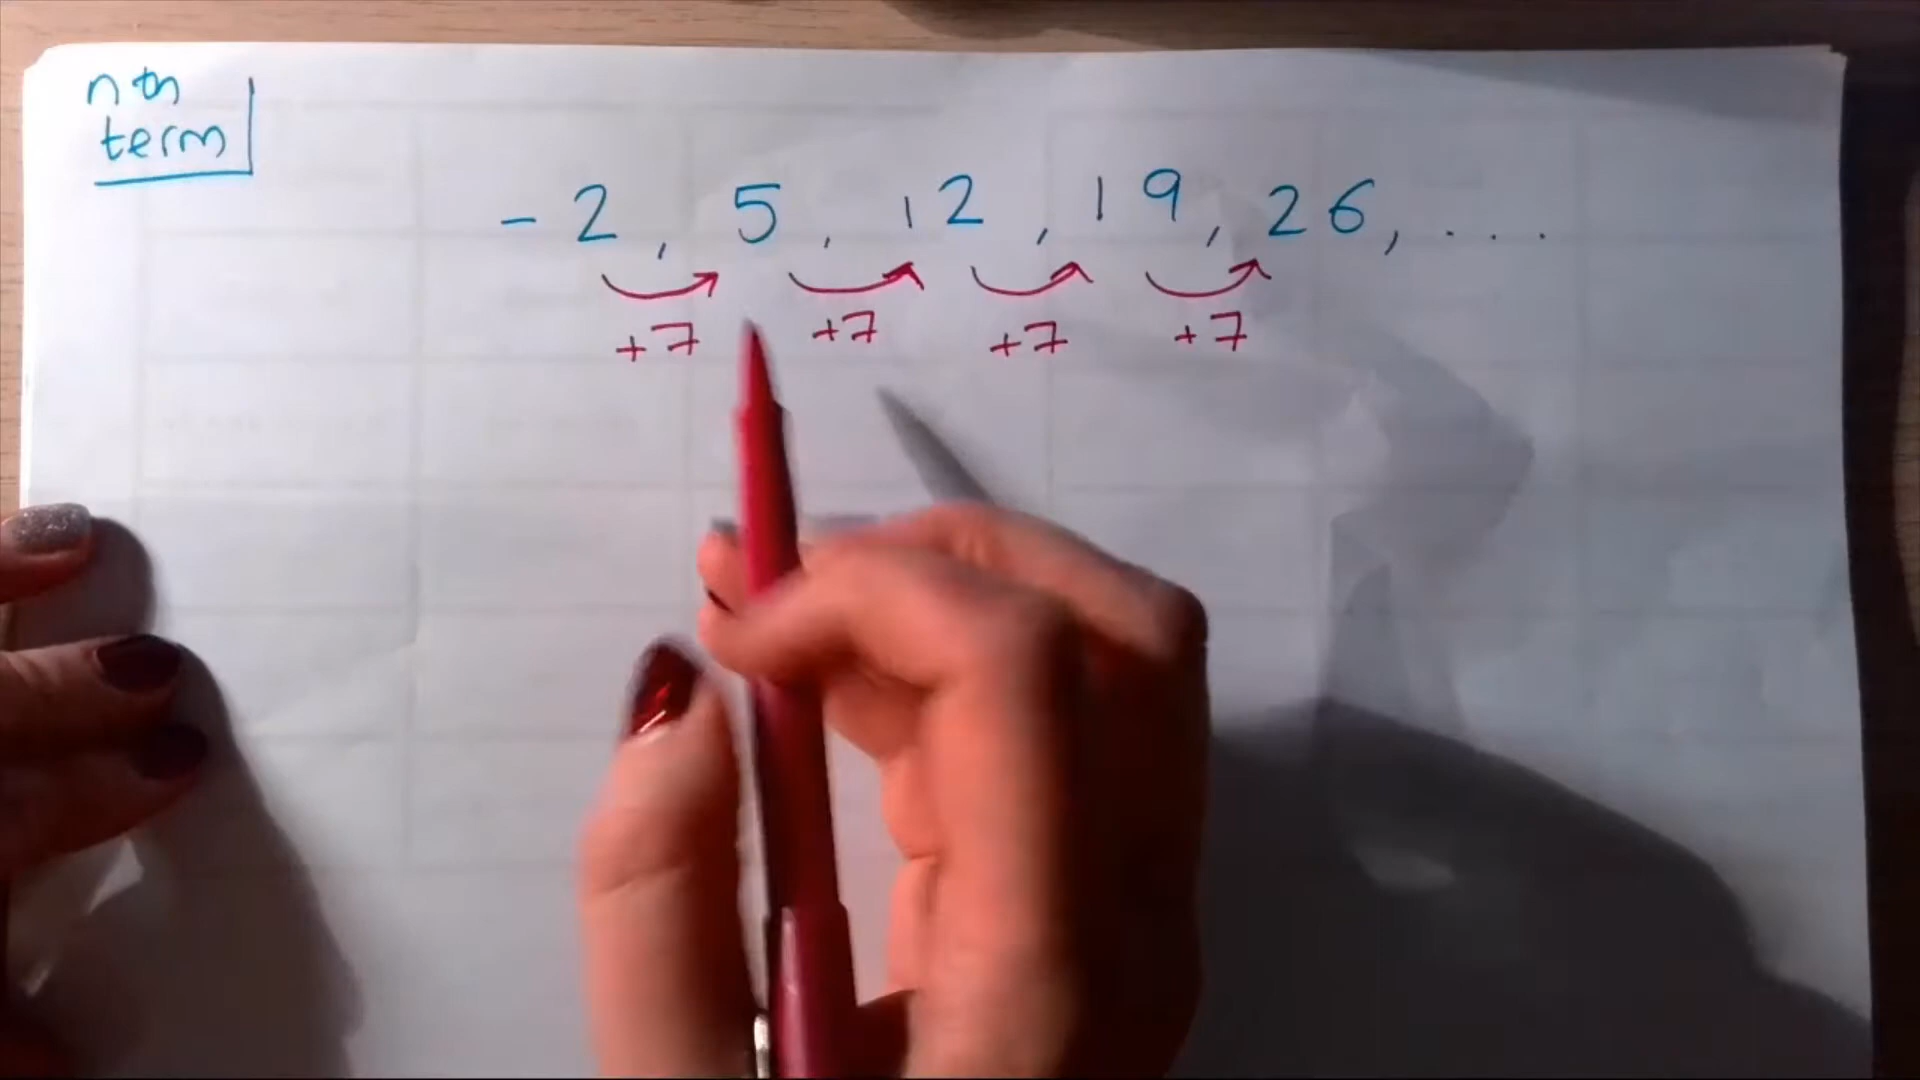 nth
term
-2, 5, 12, 19, 26, ...
+7 +7 +7 +7